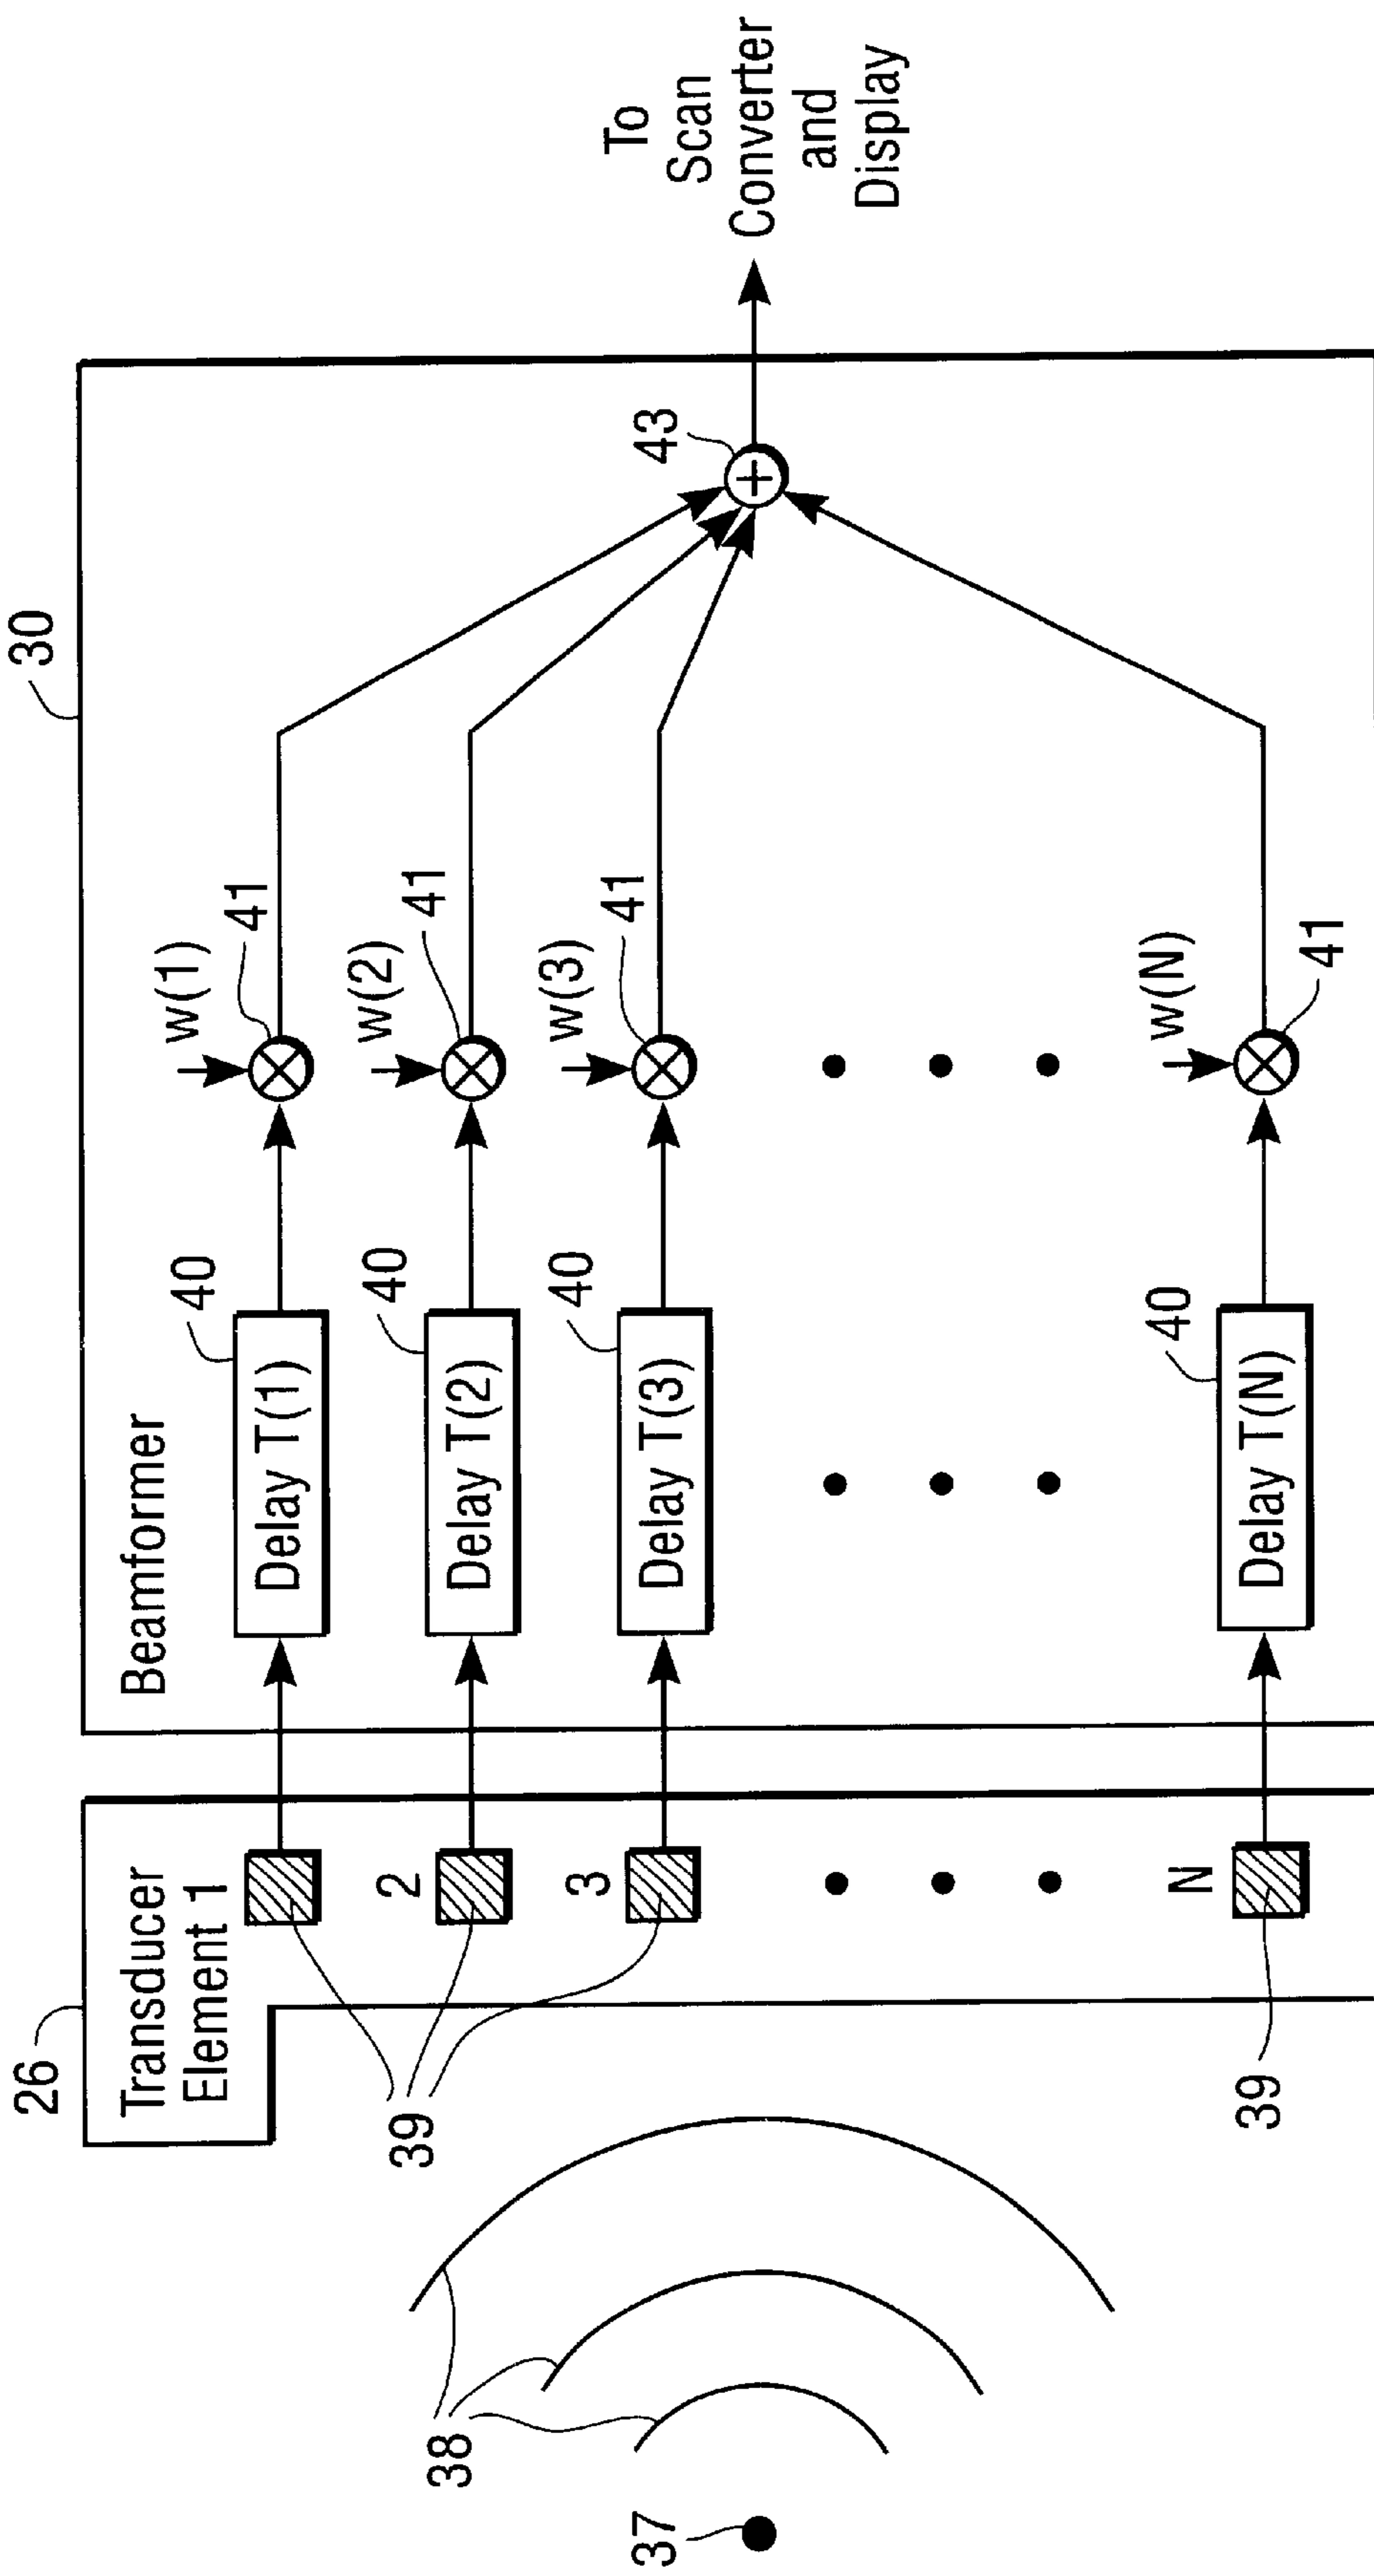 30
Beamformer
26
Transducer
Element 1
2
3
N
39
39
38
37
Delay T(1)
40
Delay T(2)
40
Delay T(3)
40
Delay T(N)
40
w(1)
41
w(2)
41
w(3)
41
w(N)
41
43
To
Scan
Converter
and
Display